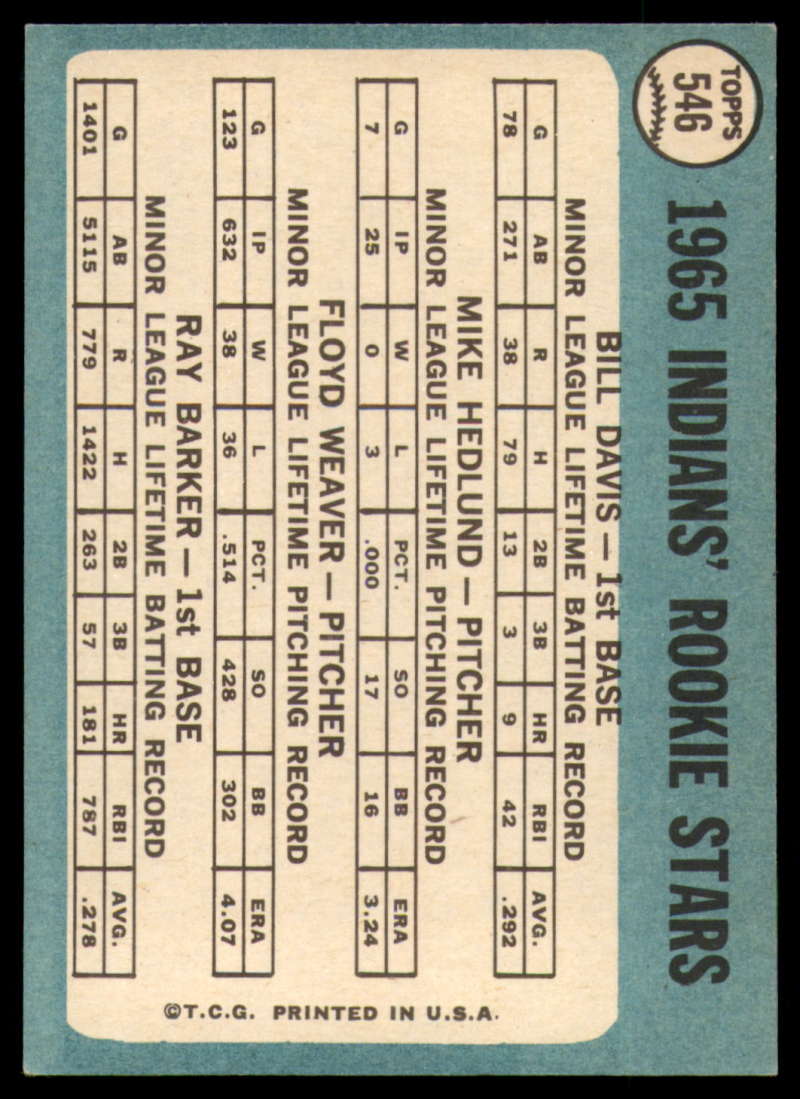 TOPPS
546
1965 INDIANS' ROOKIE STARS
BILL DAVIS — 1st BASE
MINOR LEAGUE LIFETIME BATTING RECORD
G AB R H 2B 3B HR RBI AVG.
78 271 38 79 13 3 9 42 .292
MIKE HEDLUND — PITCHER
MINOR LEAGUE LIFETIME PITCHING RECORD
G IP W L PCT. SO BB ERA
7 25 0 3 .000 17 16 3.24
FLOYD WEAVER — PITCHER
MINOR LEAGUE LIFETIME PITCHING RECORD
G IP W L PCT. SO BB ERA
123 632 38 36 .514 428 302 4.07
RAY BARKER — 1st BASE
MINOR LEAGUE LIFETIME BATTING RECORD
G AB R H 2B 3B HR RBI AVG.
1401 5115 779 1422 263 57 181 787 .278
©T.C.G. PRINTED IN U.S.A.